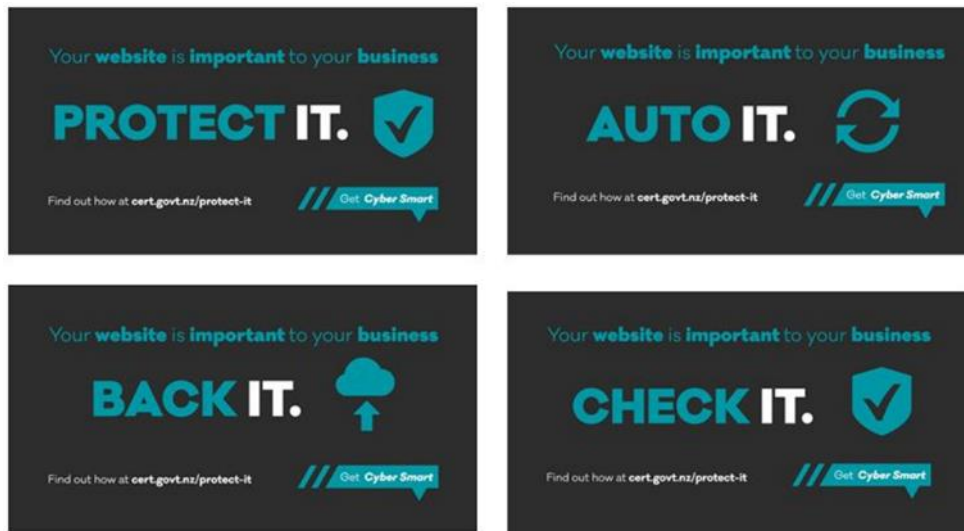 Your website is important to your business
PROTECT IT.
Find out how at cert.govt.nz/protect-it
Get Cyber Smart
Your website is important to your business
AUTO IT.
Find out how at cert.govt.nz/protect-it
Get Cyber Smart
Your website is important to your business
BACK IT.
Find out how at cert.govt.nz/protect-it
Get Cyber Smart
Your website is important to your business
CHECK IT.
Find out how at cert.govt.nz/protect-it
Get Cyber Smart